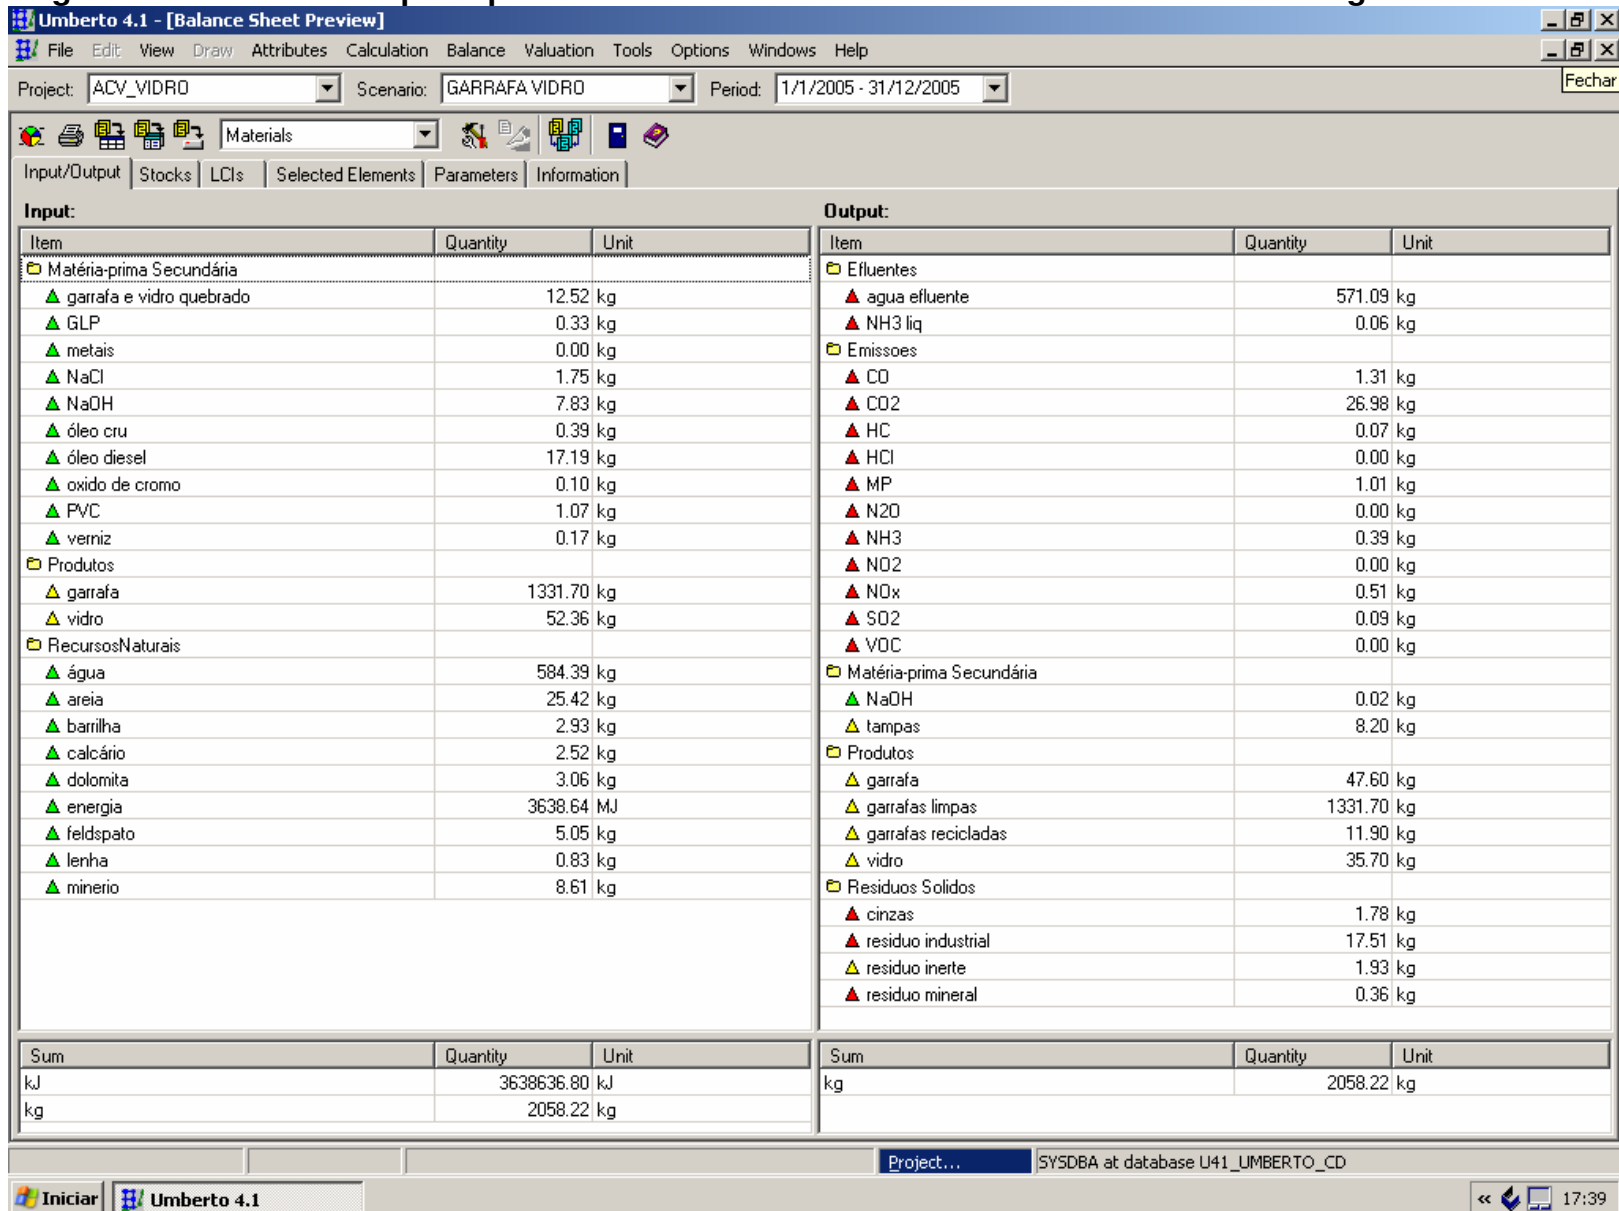 Umberto 4.1 - [Balance Sheet Preview]
File Edit View Draw Attributes Calculation Balance Valuation Tools Options Windows Help
Fechar
Project: ACV_VIDRO Scenario: GARRAFA VIDRO Period: 1/1/2005 - 31/12/2005
Materials
Input/Output Stocks LCIs Selected Elements Parameters Information
Input:
Item Quantity Unit
Matéria-prima Secundária
garrafa e vidro quebrado 12.52 kg
GLP 0.33 kg
metais 0.00 kg
NaCl 1.75 kg
NaOH 7.83 kg
óleo cru 0.39 kg
óleo diesel 17.19 kg
oxido de cromo 0.10 kg
PVC 1.07 kg
verniz 0.17 kg
Produtos
garrafa 1331.70 kg
vidro 52.36 kg
RecursosNaturais
água 584.39 kg
areia 25.42 kg
barrilha 2.93 kg
calcário 2.52 kg
dolomita 3.06 kg
energia 3638.64 MJ
feldspato 5.05 kg
lenha 0.83 kg
minerio 8.61 kg
Sum Quantity Unit
kJ 3638636.80 kJ
kg 2058.22 kg
Output:
Item Quantity Unit
Efluentes
agua efluente 571.09 kg
NH3 liq 0.06 kg
Emissoes
CO 1.31 kg
CO2 26.98 kg
HC 0.07 kg
HCl 0.00 kg
MP 1.01 kg
N2O 0.00 kg
NH3 0.39 kg
NO2 0.00 kg
NOx 0.51 kg
SO2 0.09 kg
VOC 0.00 kg
Matéria-prima Secundária
NaOH 0.02 kg
tampas 8.20 kg
Produtos
garrafa 47.60 kg
garrafas limpas 1331.70 kg
garrafas recicladas 11.90 kg
vidro 35.70 kg
Residuos Solidos
cinzas 1.78 kg
residuo industrial 17.51 kg
residuo inerte 1.93 kg
residuo mineral 0.36 kg
Sum Quantity Unit
kg 2058.22 kg
Project... SYSDBA at database U41_UMBERTO_CD
Iniciar Umberto 4.1 « 17:39